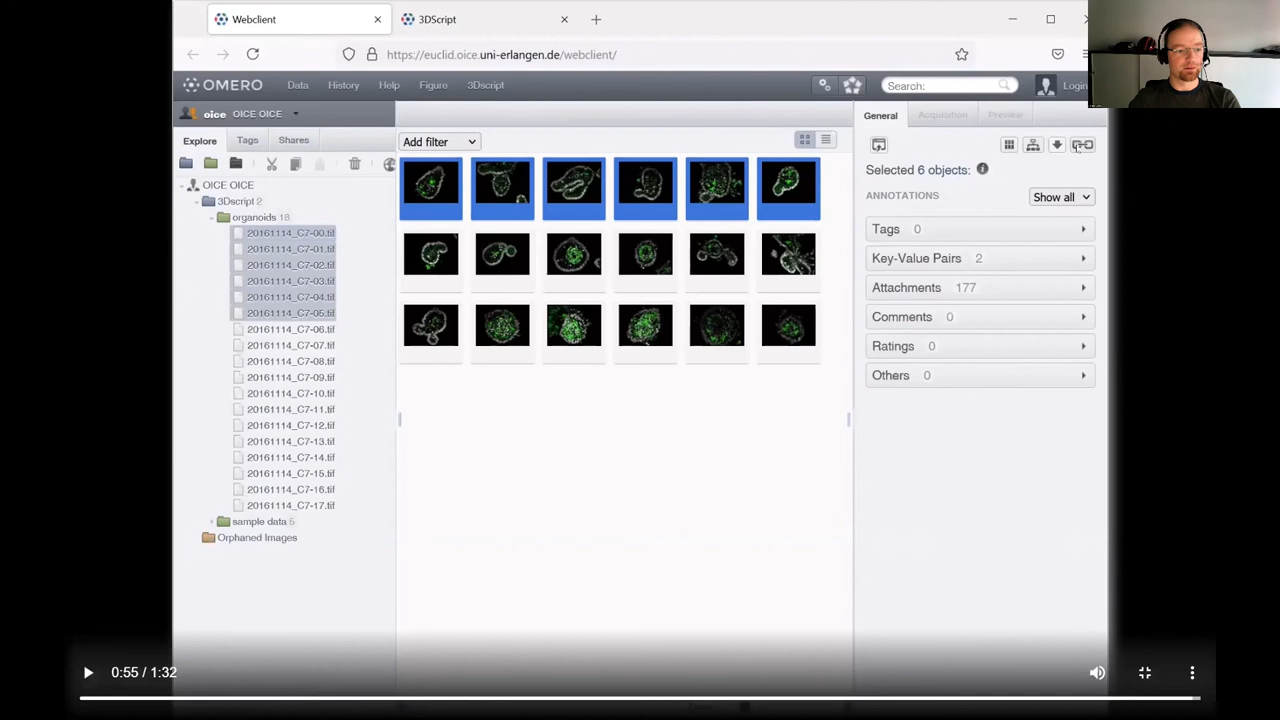 Webclient
3DScript
https://euclid.oice.uni-erlangen.de/webclient/
OMERO Data History Help Figure 3Dscript Search: Login
oice OICE OICE
Explore Tags Shares
Add filter
General Acquisition Preview
OICE OICE
3Dscript 2
organoids 18
20161114_C7-00.tif
20161114_C7-01.tif
20161114_C7-02.tif
20161114_C7-03.tif
20161114_C7-04.tif
20161114_C7-05.tif
20161114_C7-06.tif
20161114_C7-07.tif
20161114_C7-08.tif
20161114_C7-09.tif
20161114_C7-10.tif
20161114_C7-11.tif
20161114_C7-12.tif
20161114_C7-13.tif
20161114_C7-14.tif
20161114_C7-15.tif
20161114_C7-16.tif
20161114_C7-17.tif
sample data 5
Orphaned Images
Selected 6 objects:
ANNOTATIONS Show all
Tags 0
Key-Value Pairs 2
Attachments 177
Comments 0
Ratings 0
Others 0
0:55 / 1:32